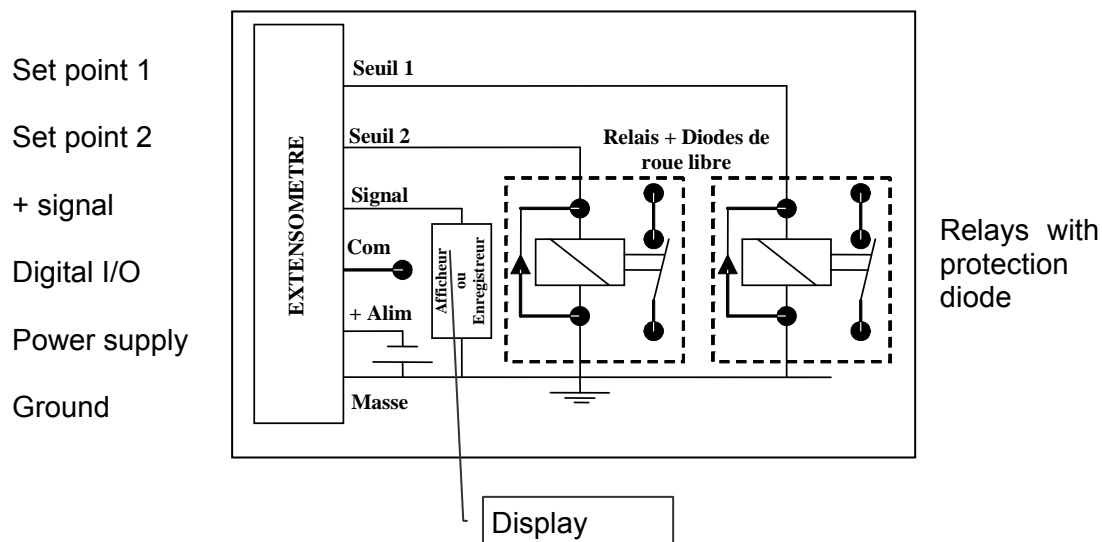 Set point 1
Set point 2
+ signal
Digital I/O
Power supply
Ground
EXTENSOMETRE
Seuil 1
Seuil 2
Signal
Com
+ Alim
Masse
Afficheur
ou
Enregistreur
Relais + Diodes de
roue libre
Relays with
protection
diode
Display